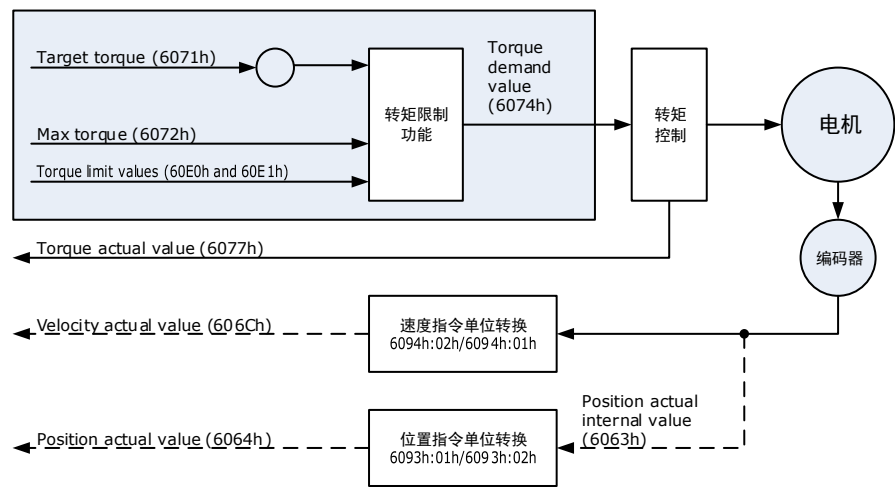 Target torque (6071h)
Torque
demand
value
(6074h)
转矩限制
功能
转矩
控制
电机
Max torque (6072h)
Torque limit values (60E0h and 60E1h)
Torque actual value (6077h)
编码器
Velocity actual value (606Ch)
速度指令单位转换
6094h:02h/6094h:01h
Position actual
internal value
(6063h)
Position actual value (6064h)
位置指令单位转换
6093h:01h/6093h:02h